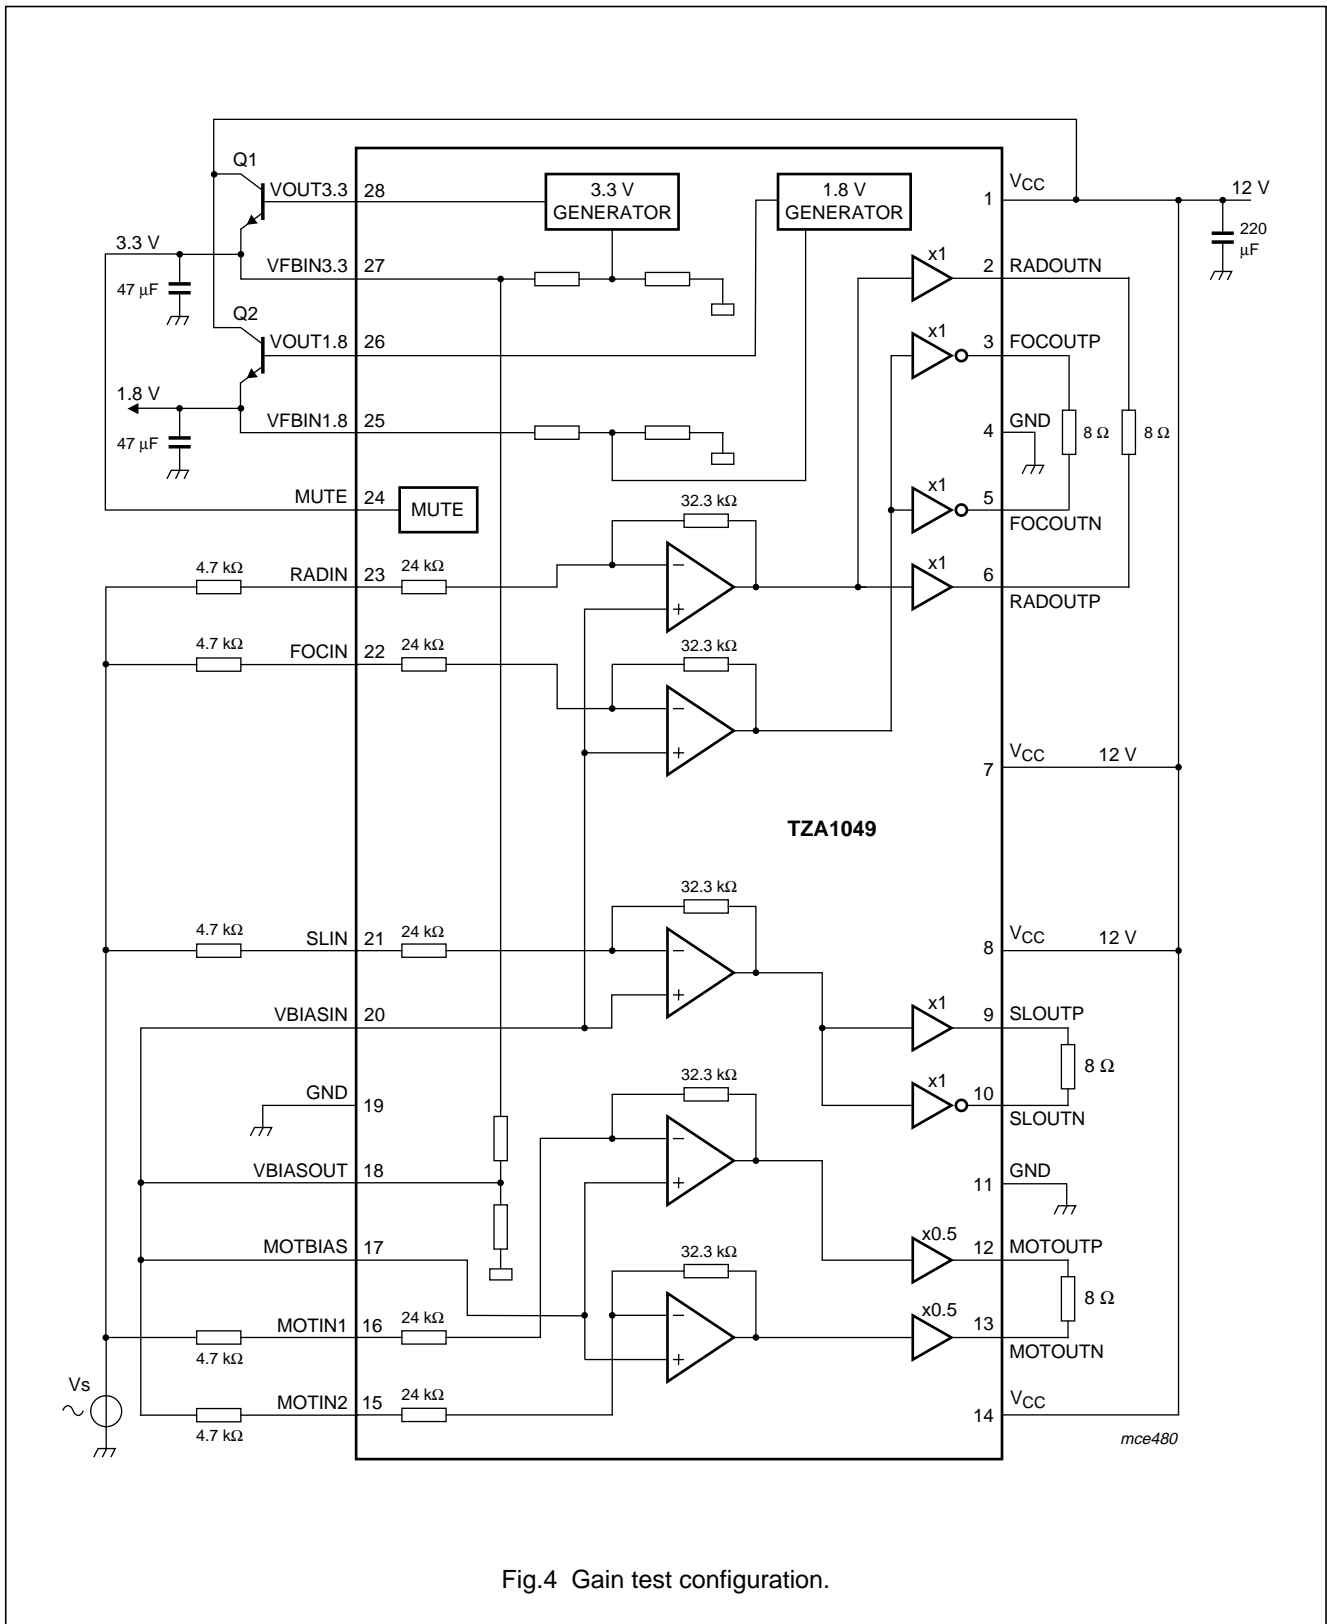 Q1
VOUT3.3 28
3.3 V GENERATOR
1.8 V GENERATOR
1 VCC
12 V
220 µF
3.3 V
VFBIN3.3 27
47 µF
x1
2 RADOUTN
Q2
VOUT1.8 26
x1
3 FOCOUTP
1.8 V
VFBIN1.8 25
47 µF
4 GND
8 Ω
8 Ω
MUTE 24 MUTE
32.3 kΩ
x1
5 FOCOUTN
4.7 kΩ
RADIN 23 24 kΩ
−
+
x1
6 RADOUTP
4.7 kΩ
FOCIN 22 24 kΩ
32.3 kΩ
−
+
7 VCC 12 V
TZA1049
4.7 kΩ
SLIN 21 24 kΩ
32.3 kΩ
−
+
8 VCC 12 V
VBIASIN 20
x1
9 SLOUTP
8 Ω
GND 19
32.3 kΩ
−
+
x1
10 SLOUTN
VBIASOUT 18
11 GND
MOTBIAS 17
32.3 kΩ
x0.5
12 MOTOUTP
8 Ω
4.7 kΩ
MOTIN1 16 24 kΩ
−
+
x0.5
13 MOTOUTN
Vs
∼
4.7 kΩ
MOTIN2 15 24 kΩ
14 VCC
mce480
Fig.4 Gain test configuration.